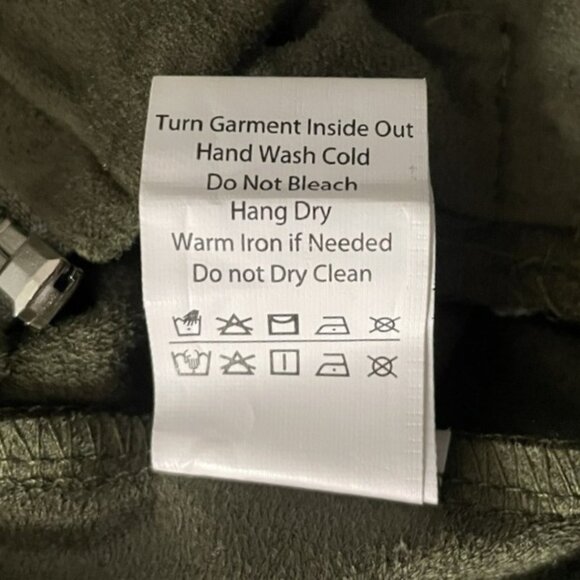 Turn Garment Inside Out
Hand Wash Cold
Do Not Bleach
Hang Dry
Warm Iron if Needed
Do not Dry Clean